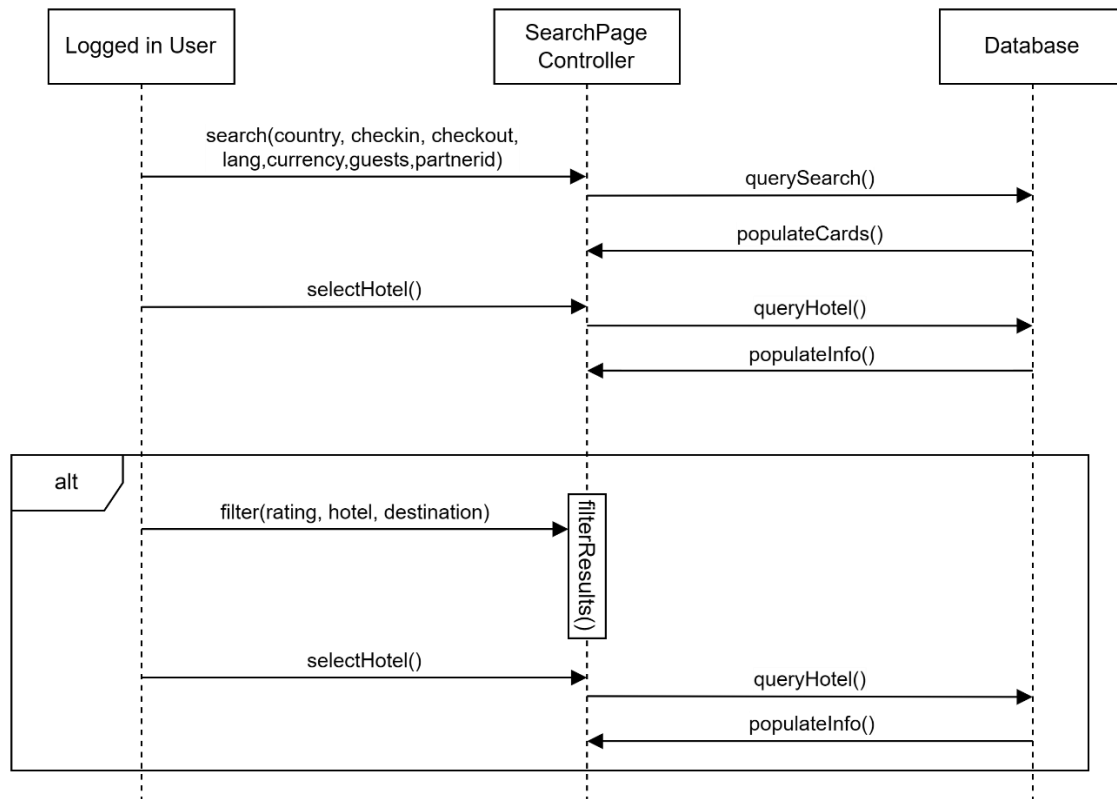 Logged in User
SearchPage
Controller
Database
search(country, checkin, checkout,
lang,currency,guests,partnerid)
querySearch()
populateCards()
selectHotel()
queryHotel()
populateInfo()
alt
filter(rating, hotel, destination)
filterResults()
selectHotel()
queryHotel()
populateInfo()